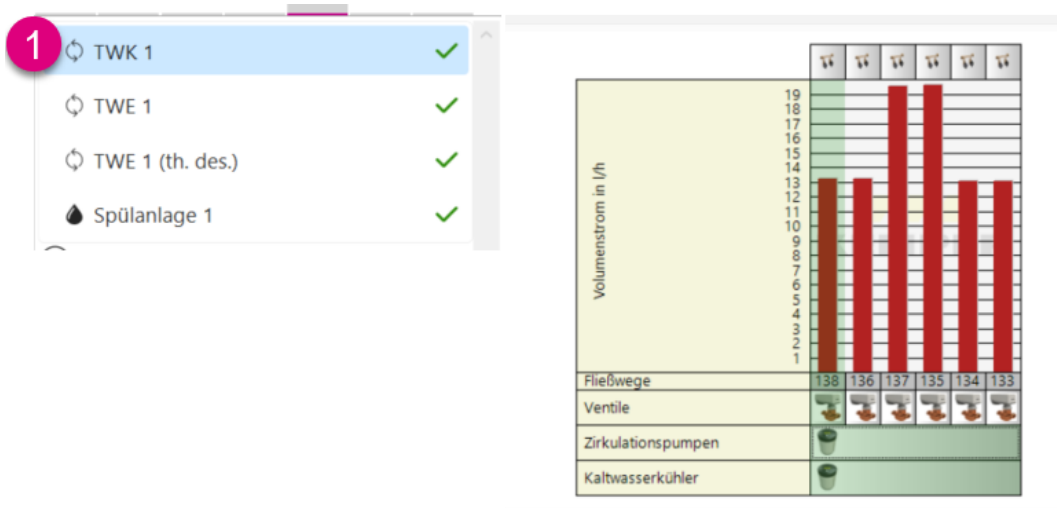 1
TWK 1
TWE 1
TWE 1 (th. des.)
Spülanlage 1
Volumenstrom in l/h
19
18
17
16
15
14
13
12
11
10
9
8
7
6
5
4
3
2
1
Fließwege 138 136 137 135 134 133
Ventile
Zirkulationspumpen
Kaltwasserkühler